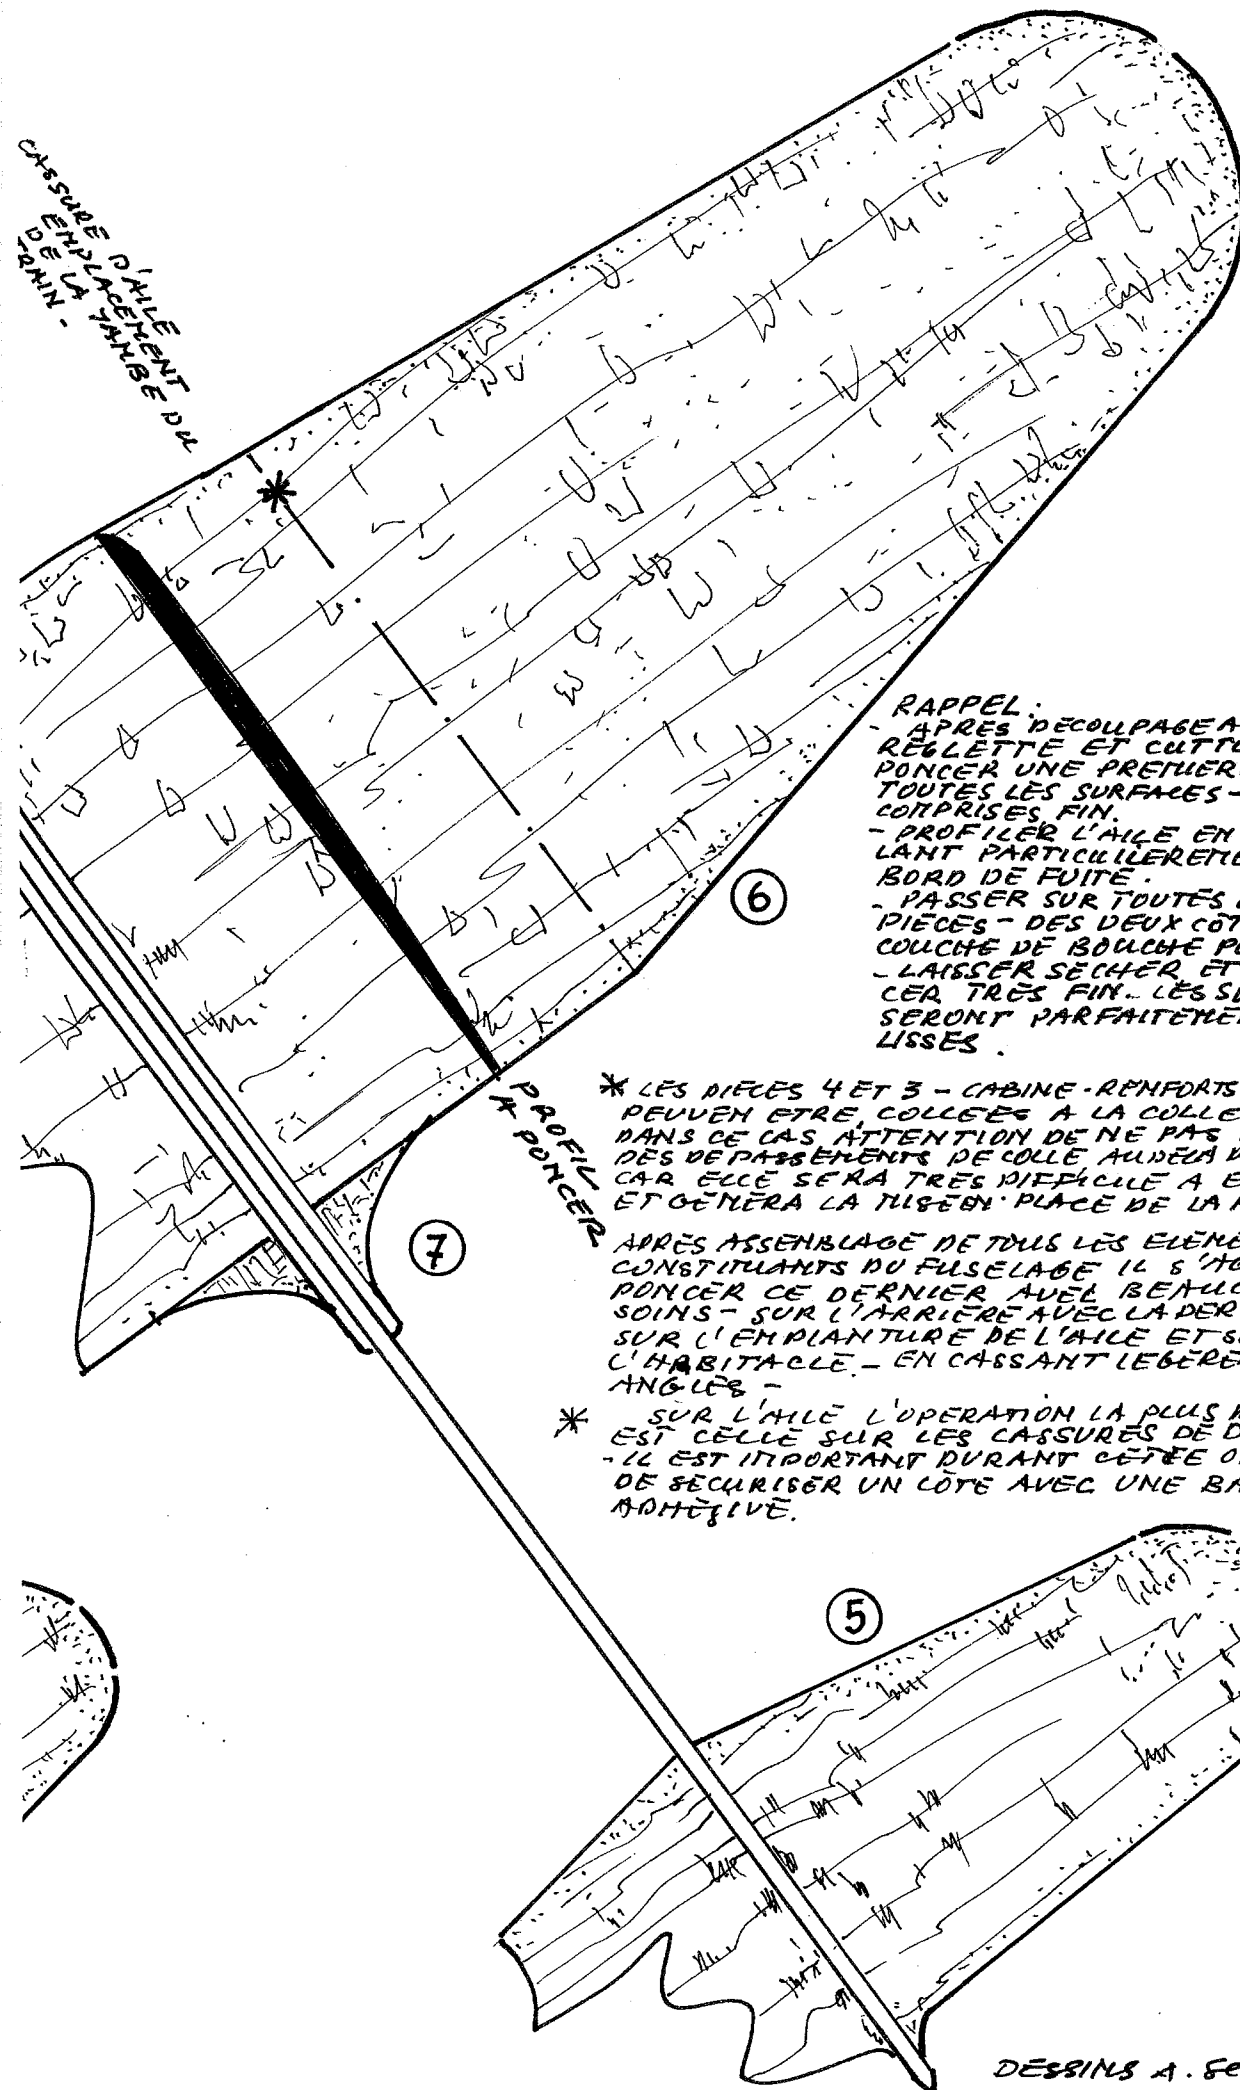 CASSURE D'AILE
EMPLACEMENT
DE LA JAMBE DU
TRAIN.
6
RAPPEL:
- APRES DECOUPAGE A
REGLETTE ET CUTTE
PONCER UNE PREMIER
TOUTES LES SURFACES -
COMPRISES FIN.
- PROFILER L'AILE EN
LANT PARTICULIEREME
BORD DE FUITE.
- PASSER SUR TOUTES
PIECES - DES DEUX CÔT
COUCHE DE BOUCHE PO
- LAISSER SECHER ET
CER TRES FIN - LES SU
SERONT PARFAITEMEN
LISSES.
PROFIL
A PONCER
7
* LES PIECES 4 ET 3 - CABINE - RENFORTS
PEUVEN ETRE COLLEES A LA COLLE
DANS CE CAS ATTENTION DE NE PAS
DES DEPASSEMENTS DE COLLE AUDELA D
CAR ELLE SERA TRES DIFFICILE A E
ET GENERA LA MISE EN PLACE DE LA
APRES ASSEMBLAGE DE TOUS LES ELEME
CONSTITUANTS DU FUSELAGE IL S'AG
PONCER CE DERNIER AVEC BEAUC
SOINS - SUR L'ARRIERE AVEC LA DER
SUR L'EMPLANTURE DE L'AILE ET S
L'HABITACLE - EN CASSANT LEGERE
ANGLES -
* SUR L'AILE L'OPERATION LA PLUS
EST CELLE SUR LES CASSURES DE D
- IL EST IMPORTANT DURANT CETTE O
DE SECURISER UN CÔTE AVEC UNE BA
ADHESIVE.
5
DESSINS A. SC